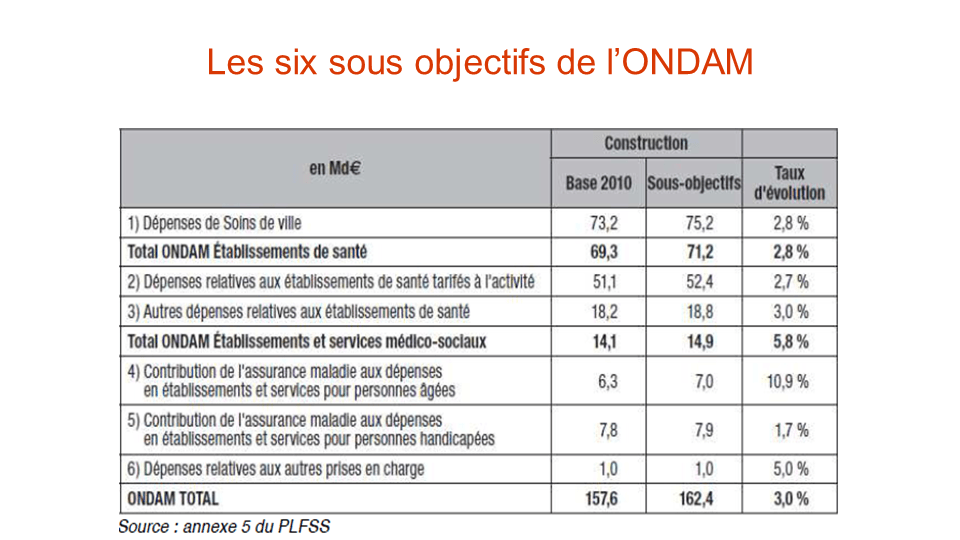 Les six sous objectifs de l’ONDAM
en Md€
Construction
Base 2010
Sous-objectifs
Taux
d'évolution
1) Dépenses de Soins de ville 73,2 75,2 2,8 %
Total ONDAM Établissements de santé 69,3 71,2 2,8 %
2) Dépenses relatives aux établissements de santé tarifés à l'activité 51,1 52,4 2,7 %
3) Autres dépenses relatives aux établissements de santé 18,2 18,8 3,0 %
Total ONDAM Établissements et services médico-sociaux 14,1 14,9 5,8 %
4) Contribution de l'assurance maladie aux dépenses
en établissements et services pour personnes âgées 6,3 7,0 10,9 %
5) Contribution de l'assurance maladie aux dépenses
en établissements et services pour personnes handicapées 7,8 7,9 1,7 %
6) Dépenses relatives aux autres prises en charge 1,0 1,0 5,0 %
ONDAM TOTAL 157,6 162,4 3,0 %
Source : annexe 5 du PLFSS